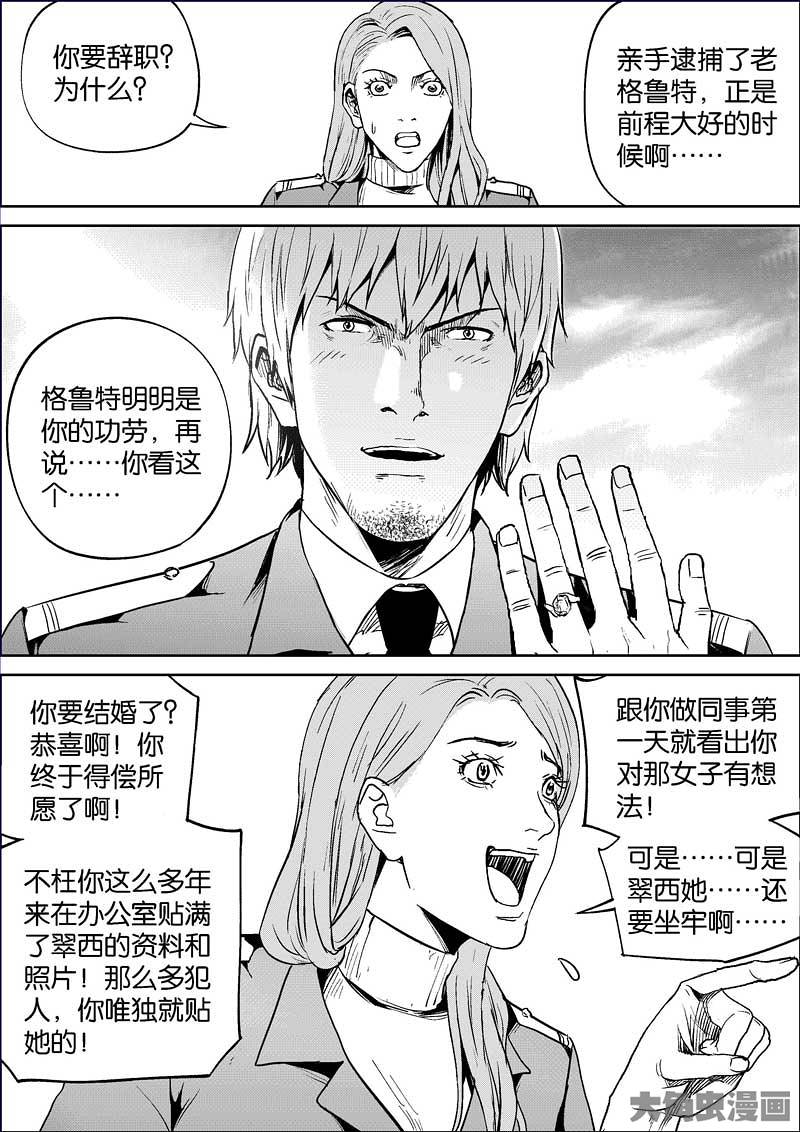 你要辞职?
为什么?
亲手逮捕了老
格鲁特，正是
前程大好的时
候啊……
格鲁特明明是
你的功劳，再
说……你看这
个……
你要结婚了?
恭喜啊！你
终于得偿所
愿了啊！
不枉你这么多年
来在办公室贴满
了翠西的资料和
照片！那么多犯
人，你唯独就贴
她的！
跟你做同事第
一天就看出你
对那女子有想
法！
可是……可是
翠西她……还
要坐牢啊……
大角虫漫画